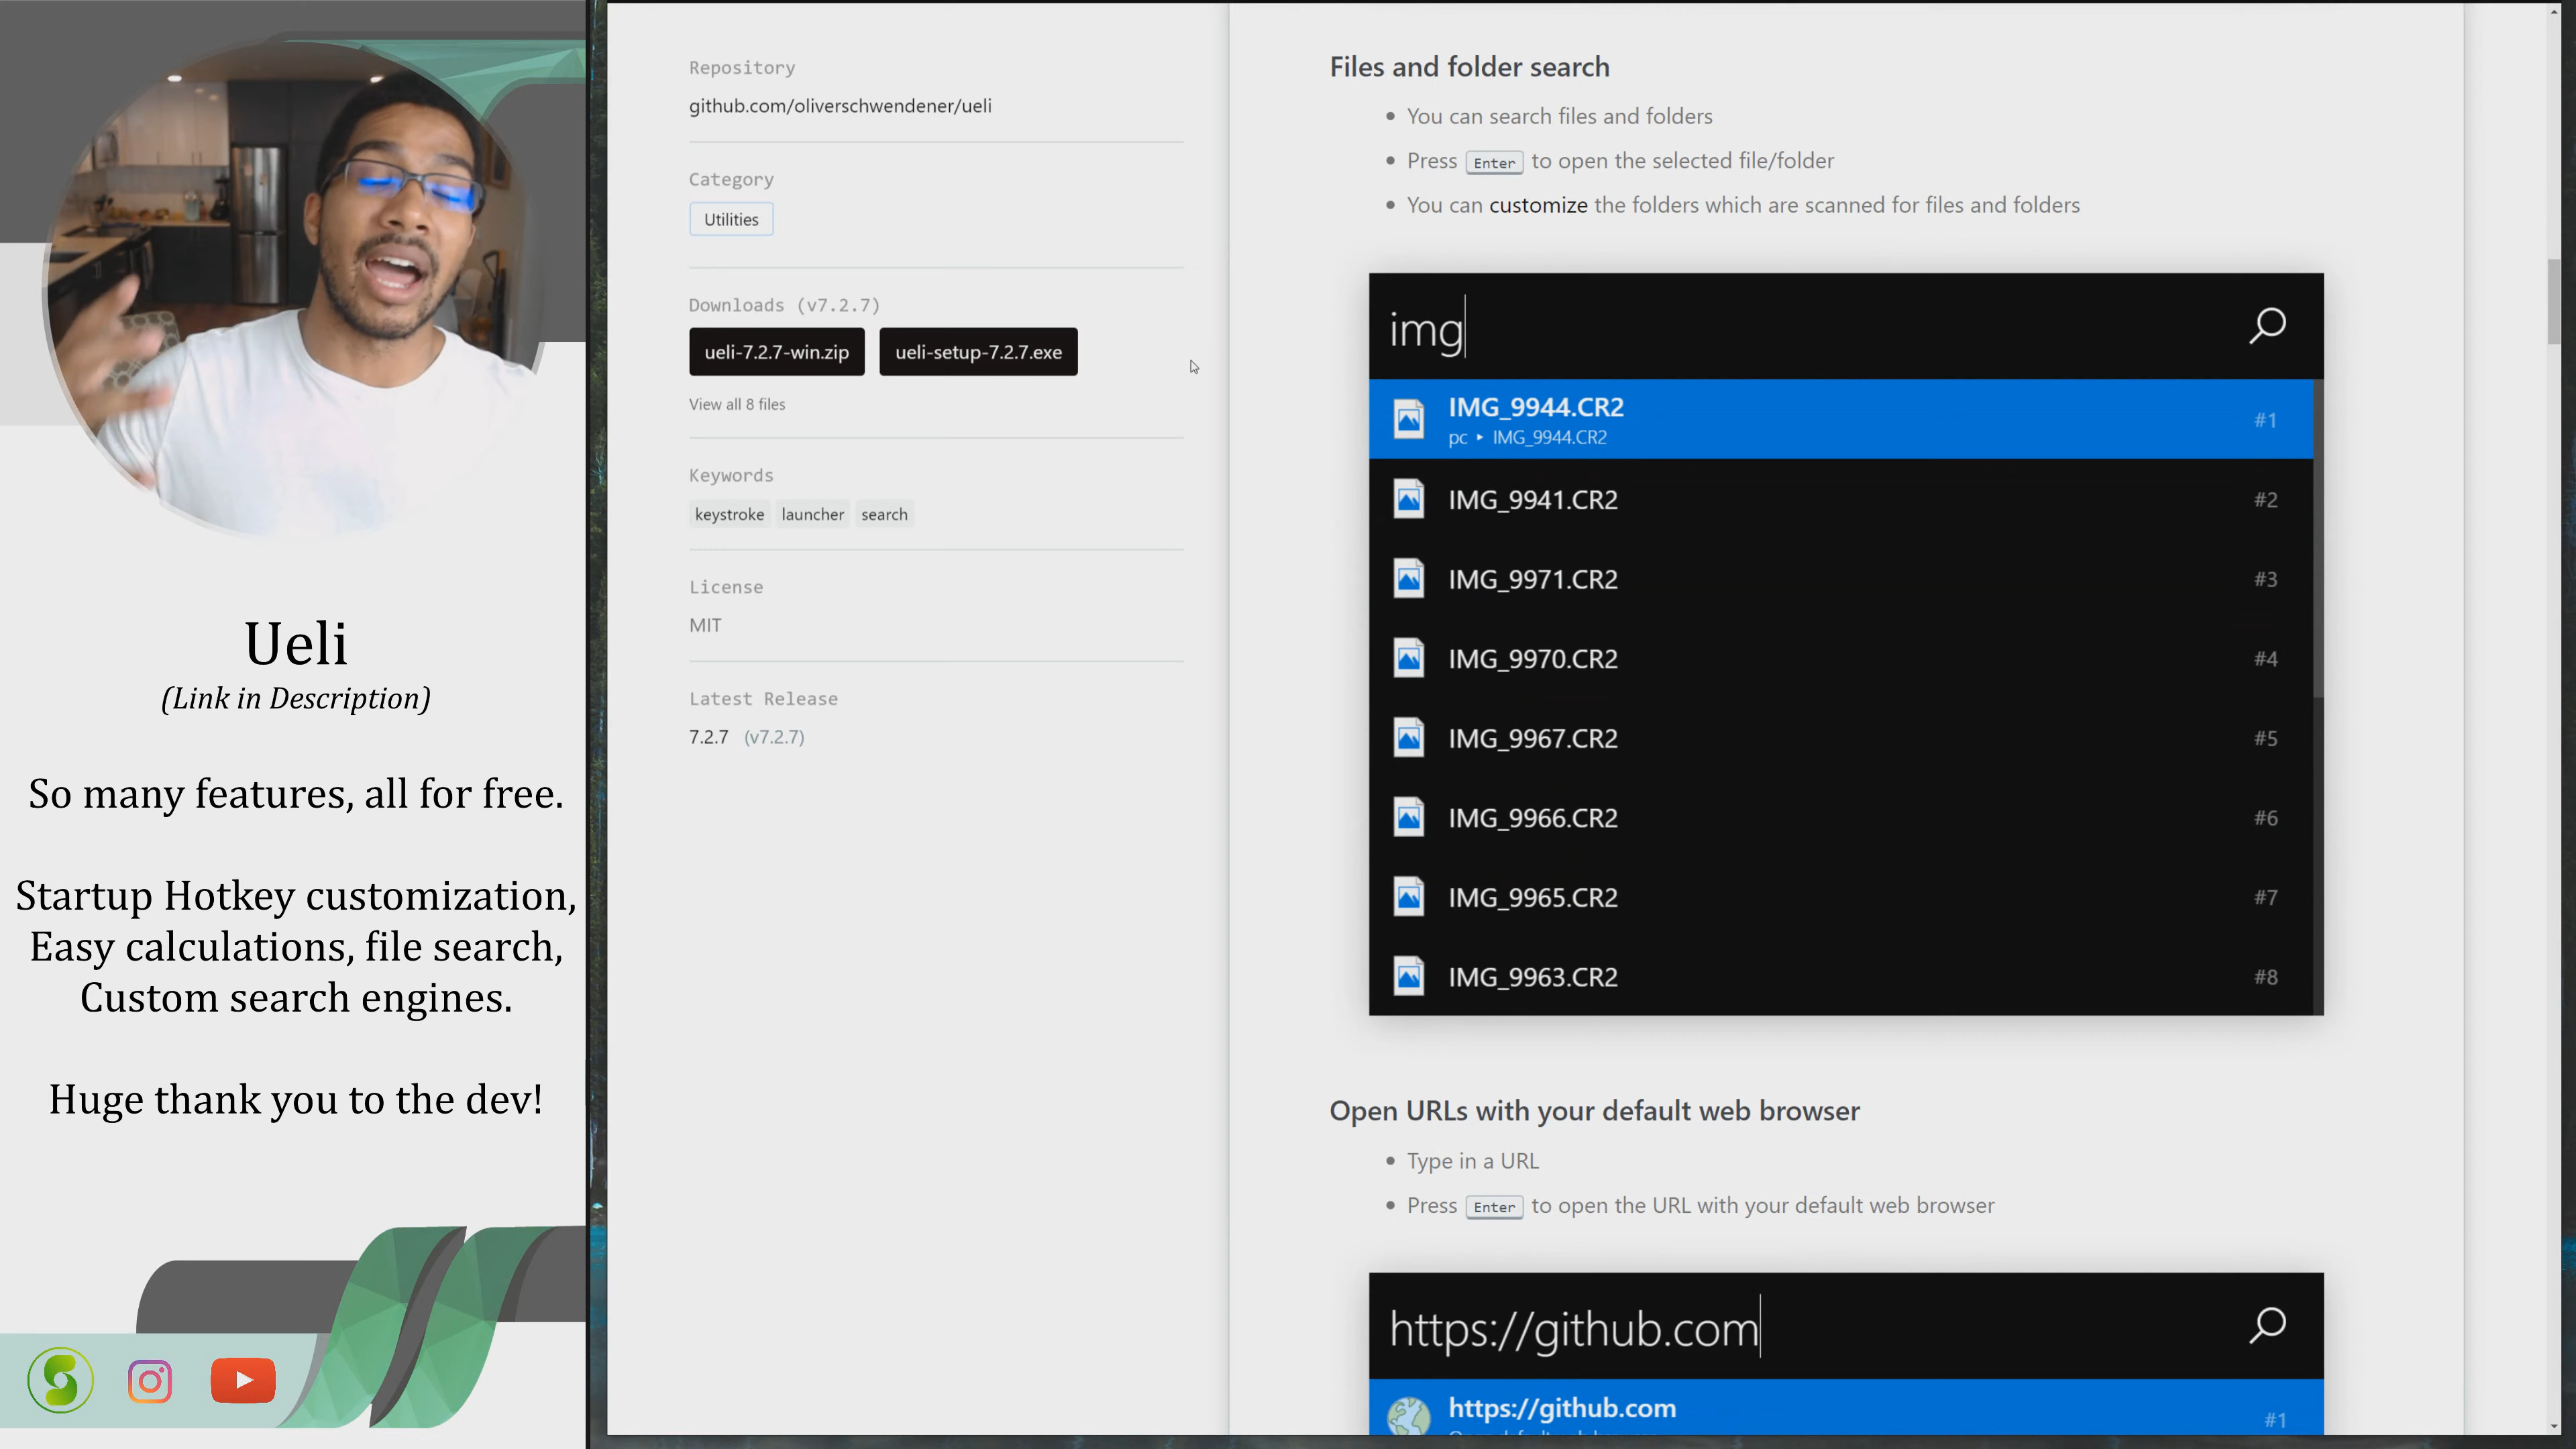 Ueli
(Link in Description)
So many features, all for free.
Startup Hotkey customization,
Easy calculations, file search,
Custom search engines.
Huge thank you to the dev!
Repository
github.com/oliverschwendener/ueli
Category
Utilities
Downloads (v7.2.7)
ueli-7.2.7-win.zip ueli-setup-7.2.7.exe
View all 8 files
Keywords
keystroke launcher search
License
MIT
Latest Release
7.2.7 (v7.2.7)
Files and folder search
You can search files and folders
Press Enter to open the selected file/folder
You can customize the folders which are scanned for files and folders
img
IMG_9944.CR2 #1
pc ▸ IMG_9944.CR2
IMG_9941.CR2 #2
IMG_9971.CR2 #3
IMG_9970.CR2 #4
IMG_9967.CR2 #5
IMG_9966.CR2 #6
IMG_9965.CR2 #7
IMG_9963.CR2 #8
Open URLs with your default web browser
Type in a URL
Press Enter to open the URL with your default web browser
https://github.com
https://github.com #1